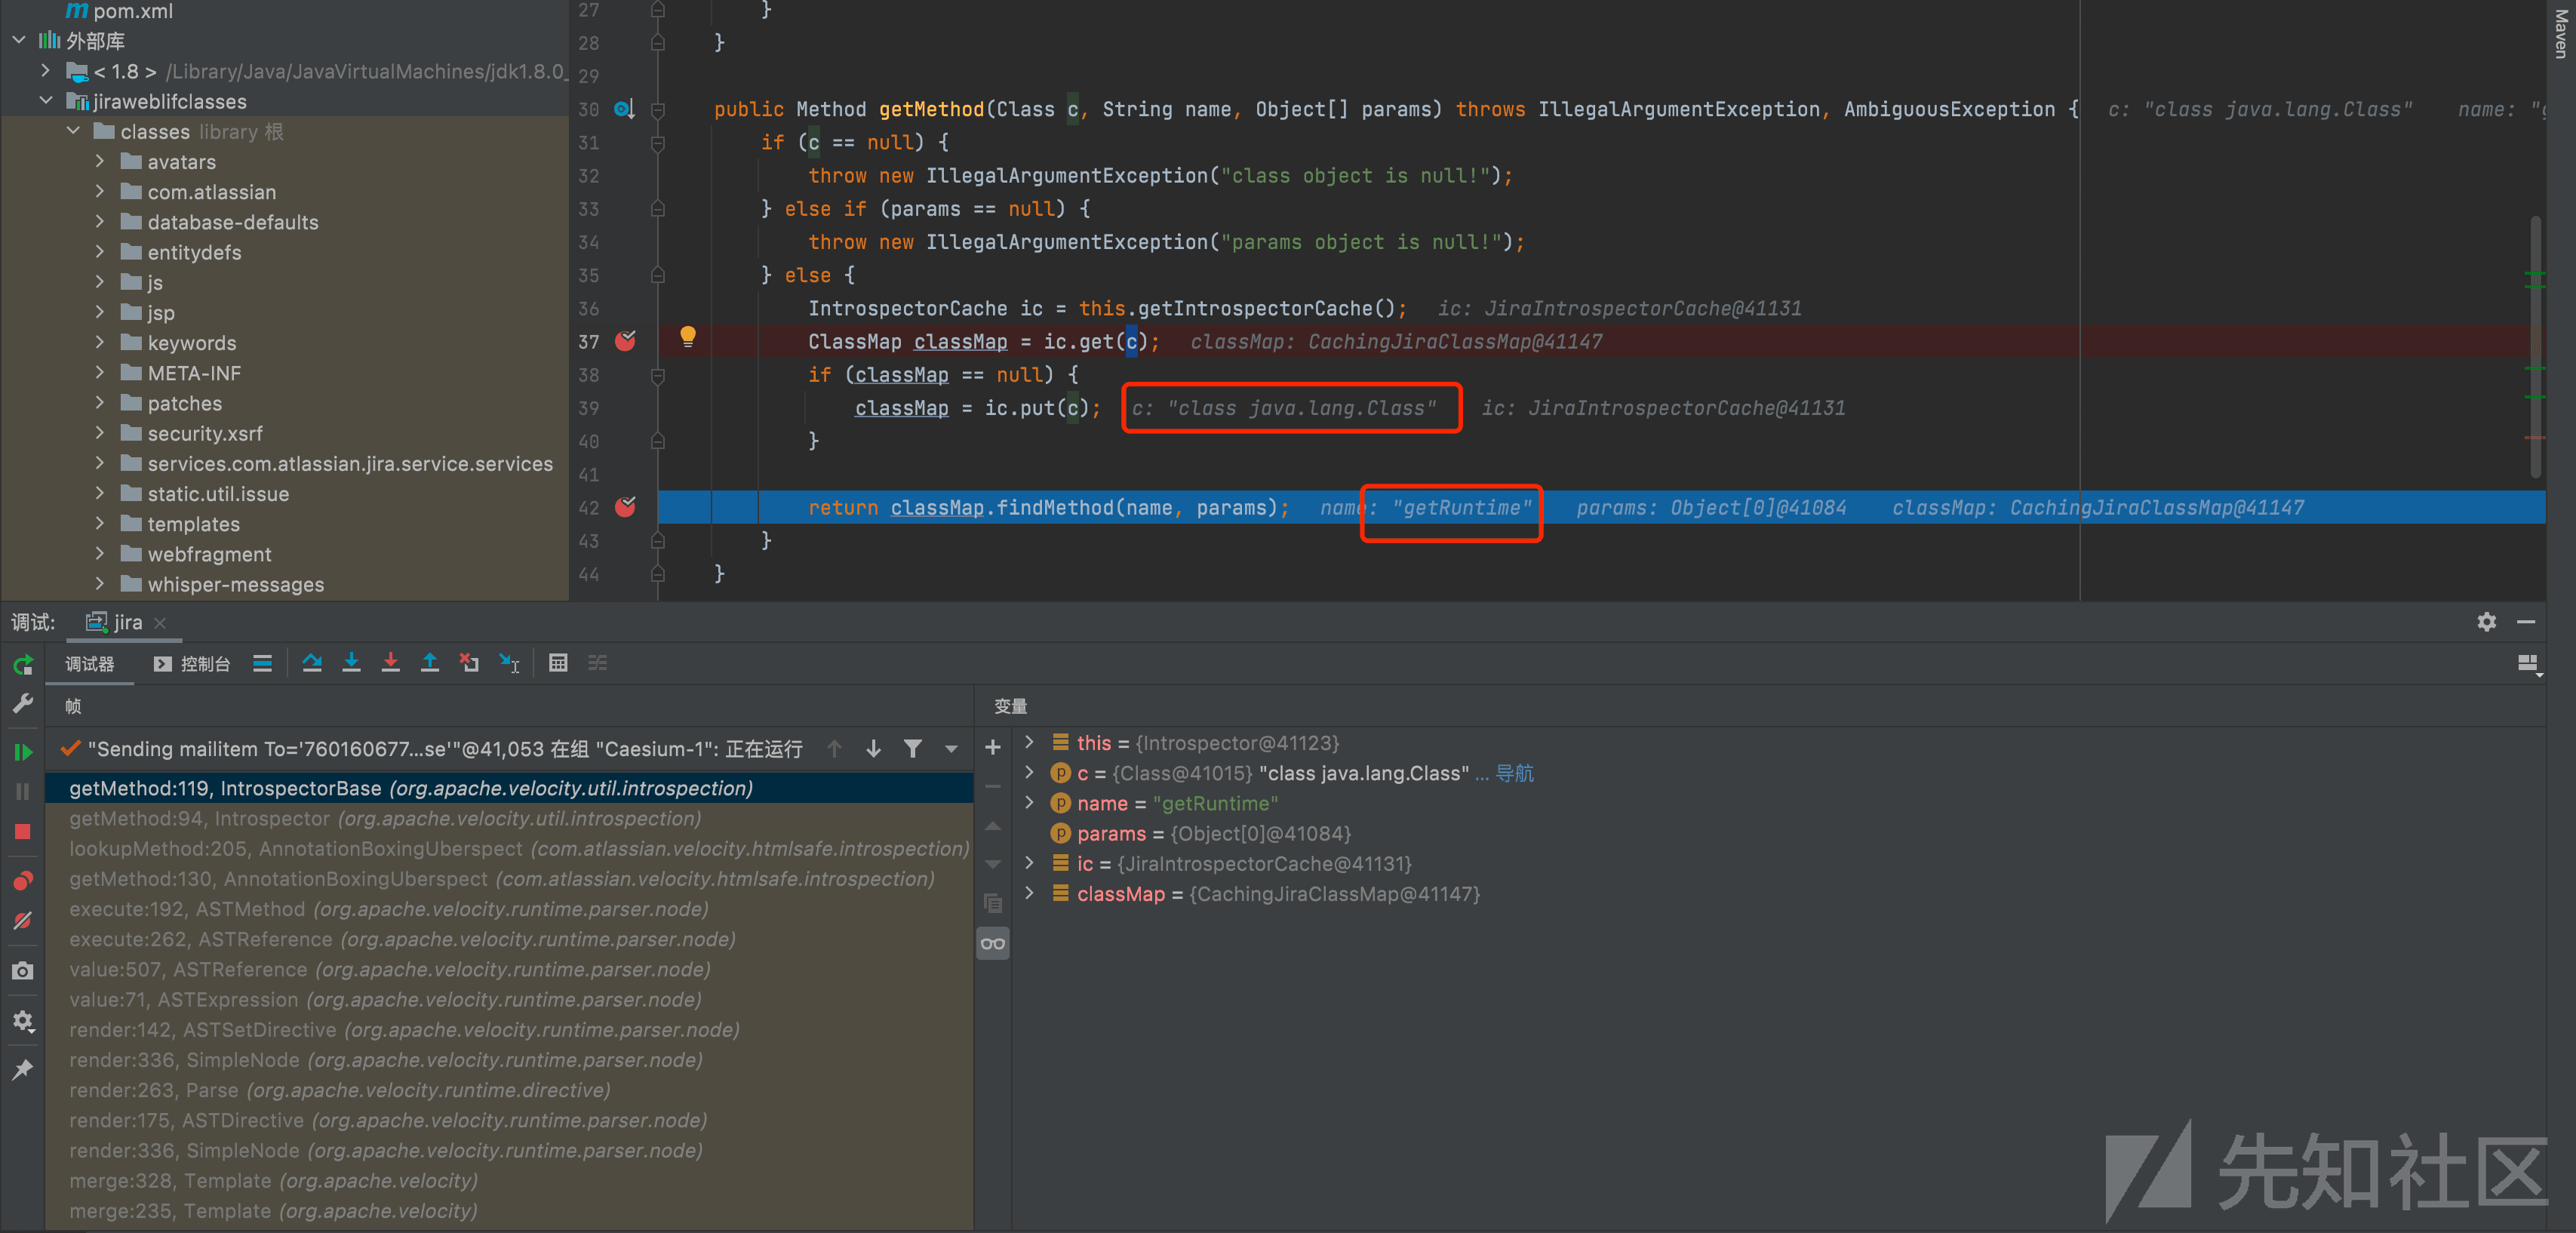 pom.xml
外部库
< 1.8 > /Library/Java/JavaVirtualMachines/jdk1.8.0_
jiraweblifclasses
classes library 根
avatars
com.atlassian
database-defaults
entitydefs
js
jsp
keywords
META-INF
patches
security.xsrf
services.com.atlassian.jira.service.services
static.util.issue
templates
webfragment
whisper-messages
27 }
28 }
29
30 public Method getMethod(Class c, String name, Object[] params) throws IllegalArgumentException, AmbiguousException { c: "class java.lang.Class" name: "g
31 if (c == null) {
32 throw new IllegalArgumentException("class object is null!");
33 } else if (params == null) {
34 throw new IllegalArgumentException("params object is null!");
35 } else {
36 IntrospectorCache ic = this.getIntrospectorCache(); ic: JiraIntrospectorCache@41131
37 ClassMap classMap = ic.get(c); classMap: CachingJiraClassMap@41147
38 if (classMap == null) {
39 classMap = ic.put(c); c: "class java.lang.Class" ic: JiraIntrospectorCache@41131
40 }
41
42 return classMap.findMethod(name, params); name: "getRuntime" params: Object[0]@41084 classMap: CachingJiraClassMap@41147
43 }
44 }
Maven
调试: jira
调试器 控制台
帧
"Sending mailitem To='760160677...se'"@41,053 在组 "Caesium-1": 正在运行
getMethod:119, IntrospectorBase (org.apache.velocity.util.introspection)
getMethod:94, Introspector (org.apache.velocity.util.introspection)
lookupMethod:205, AnnotationBoxingUberspect (com.atlassian.velocity.htmlsafe.introspection)
getMethod:130, AnnotationBoxingUberspect (com.atlassian.velocity.htmlsafe.introspection)
execute:192, ASTMethod (org.apache.velocity.runtime.parser.node)
execute:262, ASTReference (org.apache.velocity.runtime.parser.node)
value:507, ASTReference (org.apache.velocity.runtime.parser.node)
value:71, ASTExpression (org.apache.velocity.runtime.parser.node)
render:142, ASTSetDirective (org.apache.velocity.runtime.parser.node)
render:336, SimpleNode (org.apache.velocity.runtime.parser.node)
render:263, Parse (org.apache.velocity.runtime.directive)
render:175, ASTDirective (org.apache.velocity.runtime.parser.node)
render:336, SimpleNode (org.apache.velocity.runtime.parser.node)
merge:328, Template (org.apache.velocity)
merge:235, Template (org.apache.velocity)
变量
this = {Introspector@41123}
c = {Class@41015} "class java.lang.Class" ... 导航
name = "getRuntime"
params = {Object[0]@41084}
ic = {JiraIntrospectorCache@41131}
classMap = {CachingJiraClassMap@41147}
先知社区